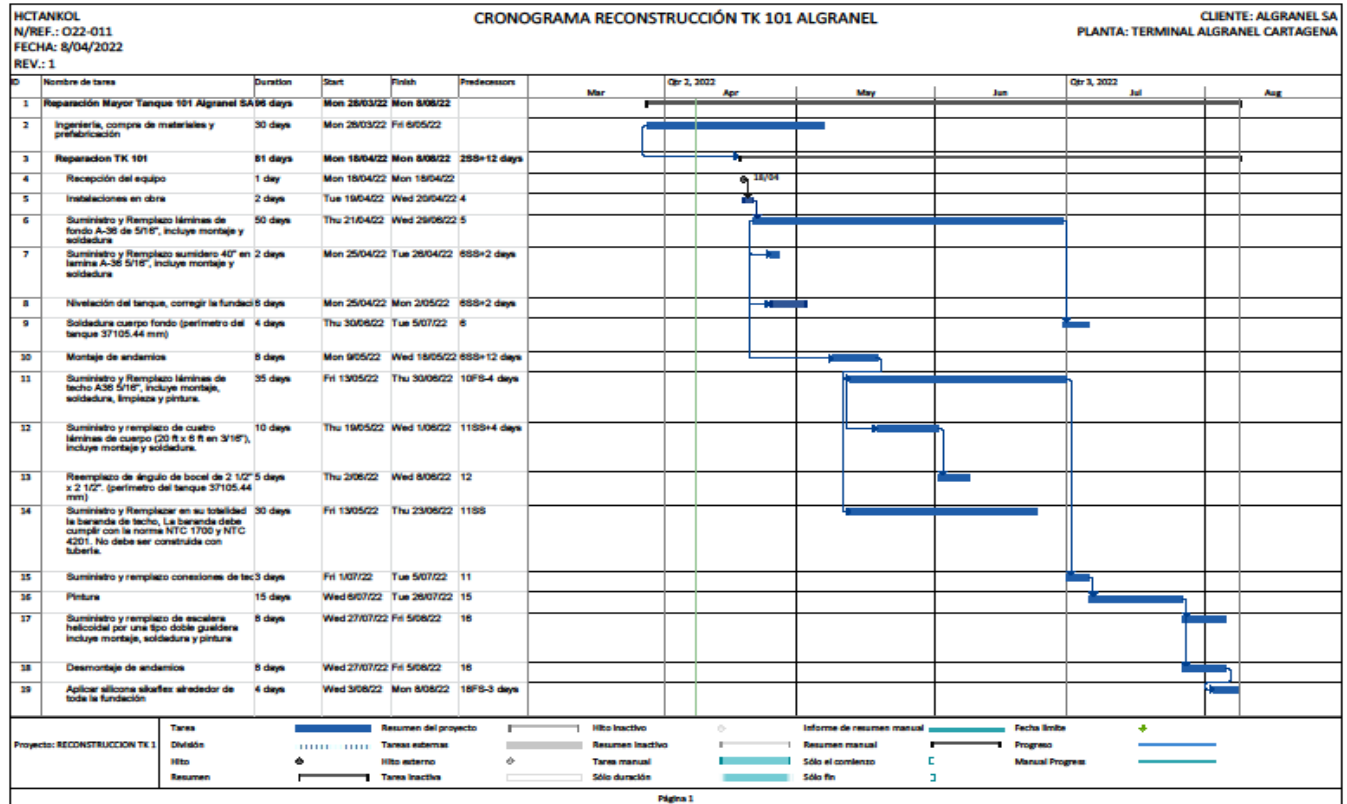 HCTANKOL
N/REF.: O22-011
FECHA: 8/04/2022
REV.: 1
CRONOGRAMA RECONSTRUCCIÓN TK 101 ALGRANEL
CLIENTE: ALGRANEL SA
PLANTA: TERMINAL ALGRANEL CARTAGENA
ID Nombre de tarea Duration Start Finish Predecessors
Qtr 2, 2022 Qtr 3, 2022
Mar Apr May Jun Jul Aug
1 Reparación Mayor Tanque 101 Algranel SA 96 days Mon 28/03/22 Mon 8/08/22
2 Ingeniería, compra de materiales y 30 days Mon 28/03/22 Fri 6/05/22
prefabricación
3 Reparacion TK 101 81 days Mon 18/04/22 Mon 8/08/22 2SS+12 days
4 Recepción del equipo 1 day Mon 18/04/22 Mon 18/04/22
18/04
5 Instalaciones en obra 2 days Tue 19/04/22 Wed 20/04/22 4
6 Suministro y Remplazo láminas de 50 days Thu 21/04/22 Wed 29/06/22 5
fondo A-36 de 5/16", incluye montaje y
soldadura
7 Suministro y Remplazo sumidero 40" en 2 days Mon 25/04/22 Tue 26/04/22 6SS+2 days
lamina A-36 5/16", incluye montaje y
soldadura
8 Nivelación del tanque, corregir la fundaci 6 days Mon 25/04/22 Mon 2/05/22 6SS+2 days
9 Soldadura cuerpo fondo (perímetro del 4 days Thu 30/06/22 Tue 5/07/22 6
tanque 37105.44 mm)
10 Montaje de andamios 8 days Mon 9/05/22 Wed 18/05/22 6SS+12 days
11 Suministro y Remplazo láminas de 35 days Fri 13/05/22 Thu 30/06/22 10FS-4 days
techo A36 5/16", incluye montaje,
soldadura, limpieza y pintura.
12 Suministro y remplazo de cuatro 10 days Thu 19/05/22 Wed 1/06/22 11SS+4 days
láminas de cuerpo (20 ft x 6 ft en 3/16"),
incluye montaje y soldadura.
13 Reemplazo de ángulo de bocel de 2 1/2" 5 days Thu 2/06/22 Wed 8/06/22 12
x 2 1/2". (perímetro del tanque 37105.44
mm)
14 Suministro y Remplazar en su totalidad 30 days Fri 13/05/22 Thu 23/06/22 11SS
la baranda de techo, La baranda debe
cumplir con la norma NTC 1700 y NTC
4201. No debe ser construida con
tubería.
15 Suministro y remplazo conexiones de tec 3 days Fri 1/07/22 Tue 5/07/22 11
16 Pintura 15 days Wed 6/07/22 Tue 26/07/22 15
17 Suministro y remplazo de escalera 8 days Wed 27/07/22 Fri 5/08/22 16
helicoidal por una tipo doble gualdera
incluye montaje, soldadura y pintura
18 Desmontaje de andamios 8 days Wed 27/07/22 Fri 5/08/22 16
19 Aplicar silicona sikaflex alrededor de 4 days Wed 3/08/22 Mon 8/08/22 18FS-3 days
toda la fundación
Proyecto: RECONSTRUCCION TK 1
Tarea Resumen del proyecto Hito inactivo Informe de resumen manual Fecha límite
División Tareas externas Resumen inactivo Resumen manual Progreso
Hito Hito externo Tarea manual Sólo el comienzo Manual Progress
Resumen Tarea inactiva Sólo duración Sólo fin
Página 1